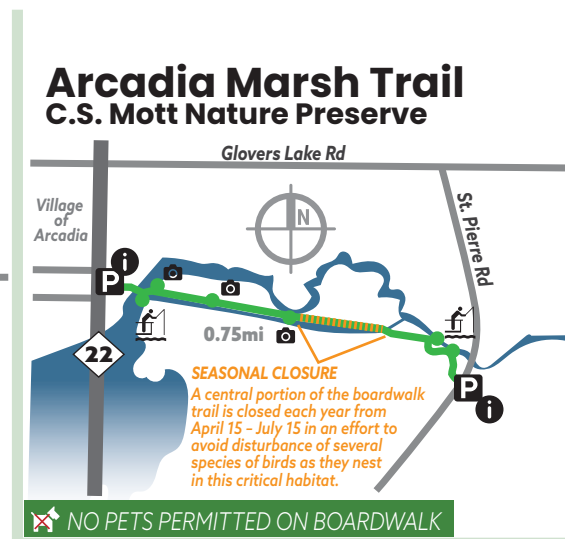 Arcadia Marsh Trail
C.S. Mott Nature Preserve
Glovers Lake Rd
Village
of
Arcadia
N
St. Pierre Rd
i
P
0.75mi
22
SEASONAL CLOSURE
A central portion of the boardwalk
trail is closed each year from
April 15 - July 15 in an effort to
avoid disturbance of several
species of birds as they nest
in this critical habitat.
P
i
NO PETS PERMITTED ON BOARDWALK